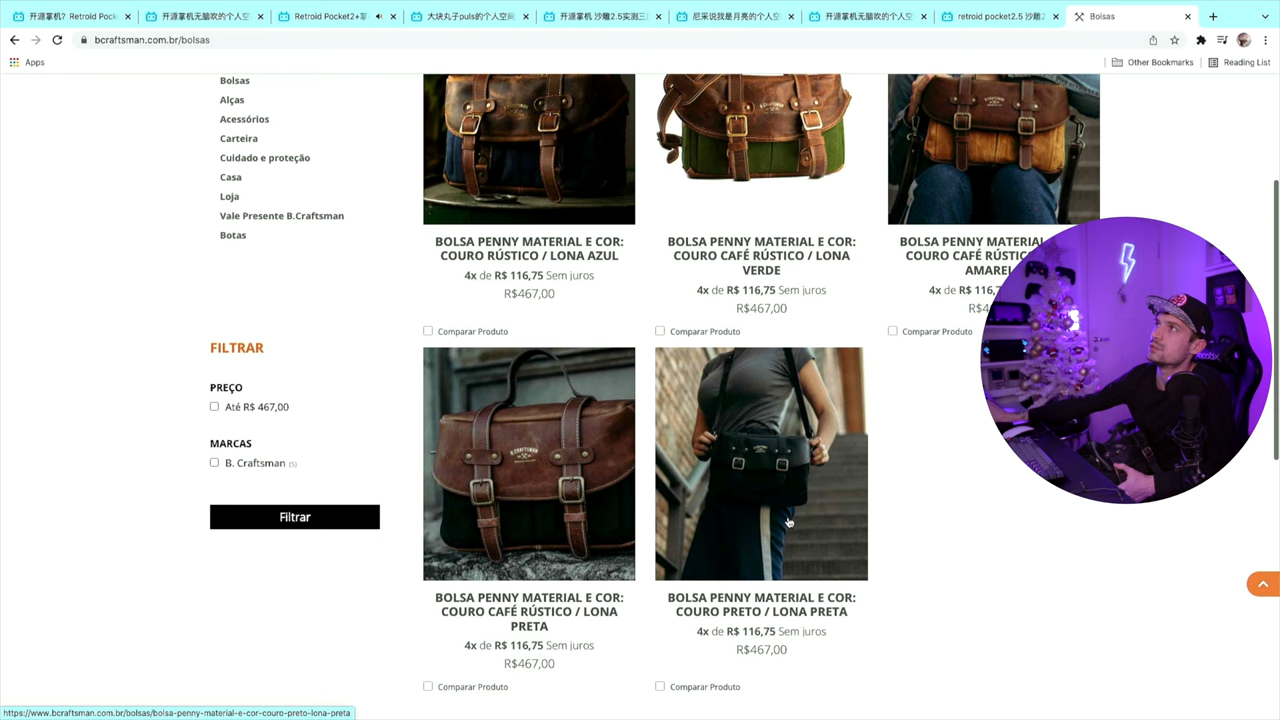 开源掌机? Retroid Pock
开源掌机无脑吹的个人空
Retroid Pocket2+掌
大块丸子puls的个人空间
开源掌机 沙雕2.5实测三
尼采说我是月亮的个人空
开源掌机无脑吹的个人空
retroid pocket2.5 沙雕2
Bolsas
bcraftsman.com.br/bolsas
Apps
Other Bookmarks
Reading List
Bolsas
Alças
Acessórios
Carteira
Cuidado e proteção
Casa
Loja
Vale Presente B.Craftsman
Botas
FILTRAR
PREÇO
Até R$ 467,00
MARCAS
B. Craftsman (5)
Filtrar
BOLSA PENNY MATERIAL E COR:
COURO RÚSTICO / LONA AZUL
4x de R$ 116,75 Sem juros
R$467,00
Comparar Produto
BOLSA PENNY MATERIAL E COR:
COURO CAFÉ RÚSTICO / LONA
VERDE
4x de R$ 116,75 Sem juros
R$467,00
Comparar Produto
BOLSA PENNY MATERIAL E
COURO CAFÉ RÚSTICO
AMAREL
4x de R$ 116,7
R$4
Comparar Produto
B.CRAFTSMAN
BOLSA PENNY MATERIAL E COR:
COURO CAFÉ RÚSTICO / LONA
PRETA
4x de R$ 116,75 Sem juros
R$467,00
Comparar Produto
BOLSA PENNY MATERIAL E COR:
COURO PRETO / LONA PRETA
4x de R$ 116,75 Sem juros
R$467,00
Comparar Produto
https://www.bcraftsman.com.br/bolsas/bolsa-penny-material-e-cor-couro-preto-lona-preta